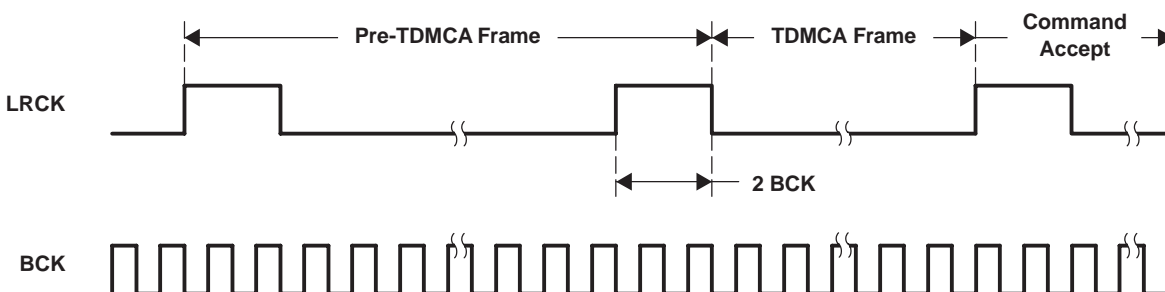 Pre-TDMCA Frame
TDMCA Frame
Command
Accept
LRCK
2 BCK
BCK